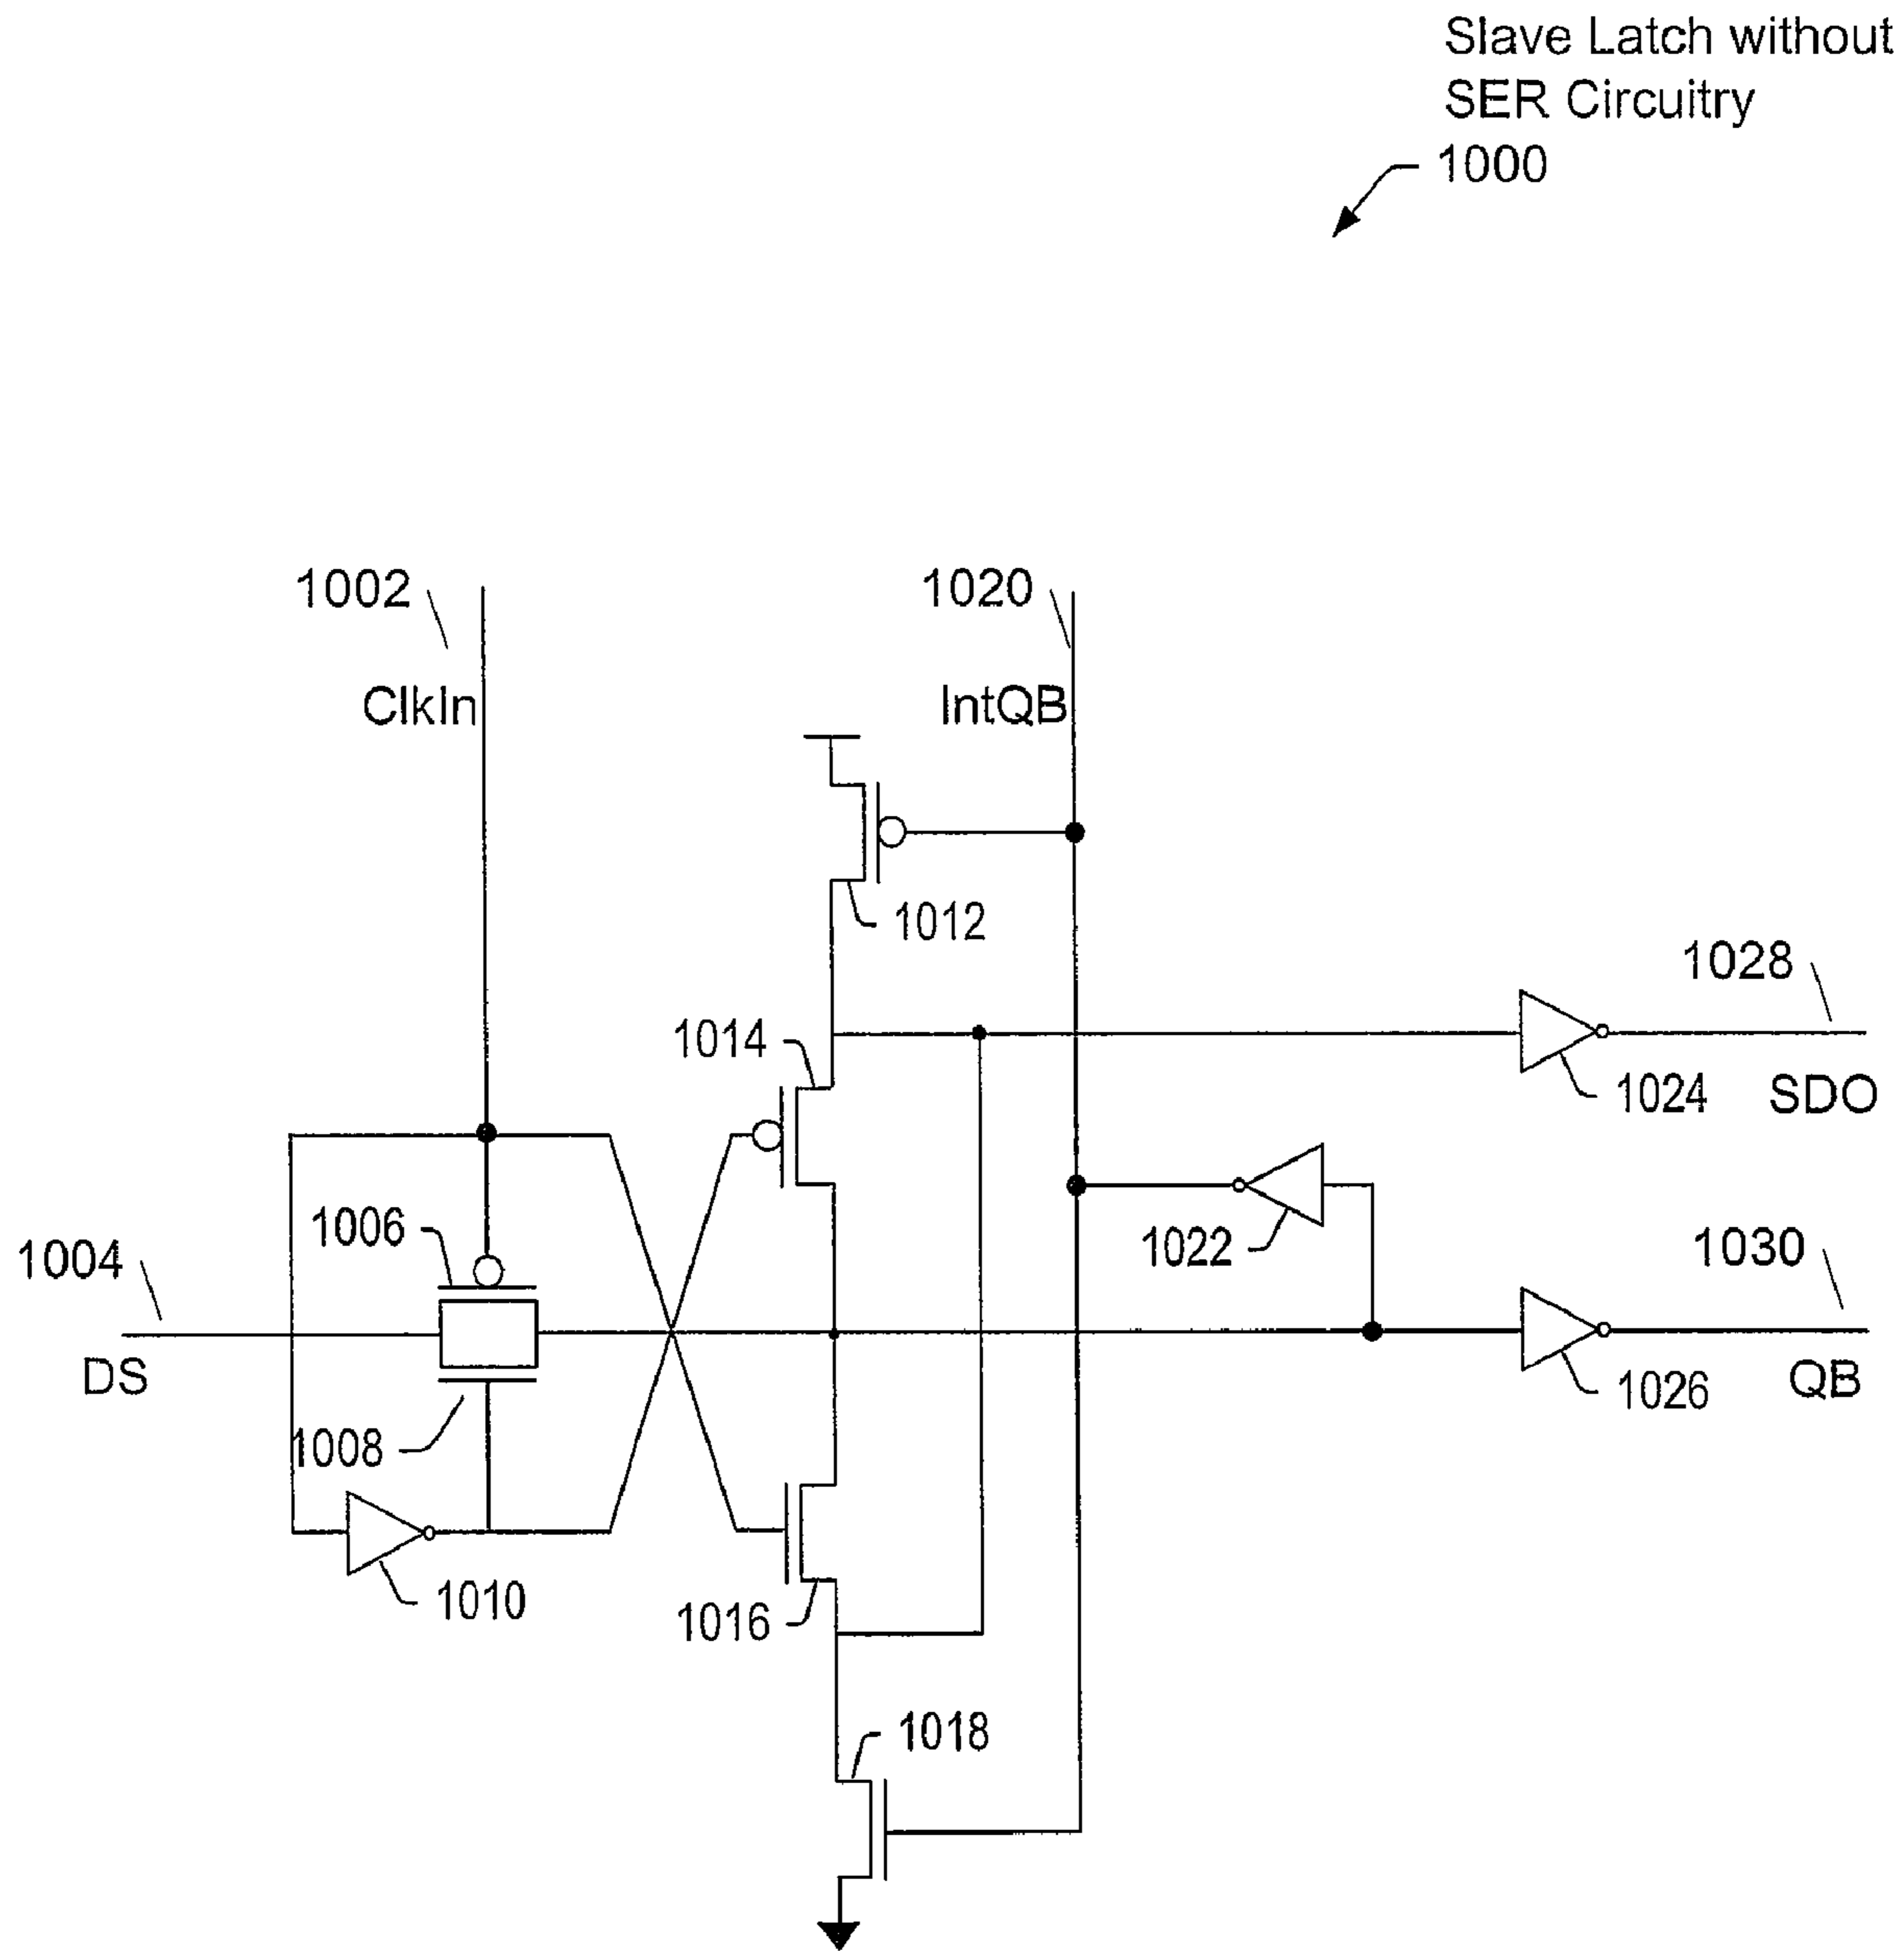 Slave Latch without
SER Circuitry
1000
1002
1020
ClkIn
IntQB
1012
1028
1014
1024
SDO
1006
1022
1030
1004
DS
1026
QB
1008
1010
1016
1018